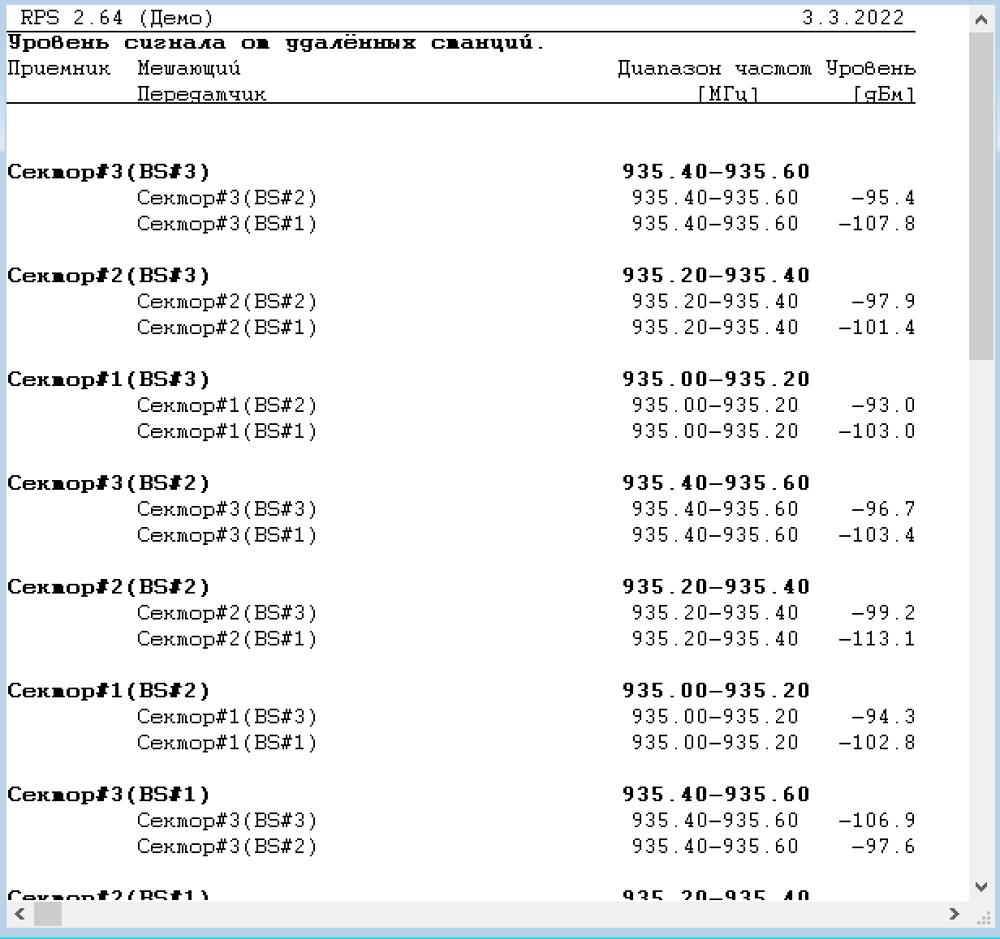 RPS 2.64 (Демо) 3.3.2022
Уровень сигнала от удалённых станций.
Приемник Мешающий Диапазон частот Уровень
Передатчик [МГц] [дБм]
Сектор#3(BS#3) 935.40-935.60
Сектор#3(BS#2) 935.40-935.60 -95.4
Сектор#3(BS#1) 935.40-935.60 -107.8
Сектор#2(BS#3) 935.20-935.40
Сектор#2(BS#2) 935.20-935.40 -97.9
Сектор#2(BS#1) 935.20-935.40 -101.4
Сектор#1(BS#3) 935.00-935.20
Сектор#1(BS#2) 935.00-935.20 -93.0
Сектор#1(BS#1) 935.00-935.20 -103.0
Сектор#3(BS#2) 935.40-935.60
Сектор#3(BS#3) 935.40-935.60 -96.7
Сектор#3(BS#1) 935.40-935.60 -103.4
Сектор#2(BS#2) 935.20-935.40
Сектор#2(BS#3) 935.20-935.40 -99.2
Сектор#2(BS#1) 935.20-935.40 -113.1
Сектор#1(BS#2) 935.00-935.20
Сектор#1(BS#3) 935.00-935.20 -94.3
Сектор#1(BS#1) 935.00-935.20 -102.8
Сектор#3(BS#1) 935.40-935.60
Сектор#3(BS#3) 935.40-935.60 -106.9
Сектор#3(BS#2) 935.40-935.60 -97.6
Сектор#2(BS#1) 935.20-935.40